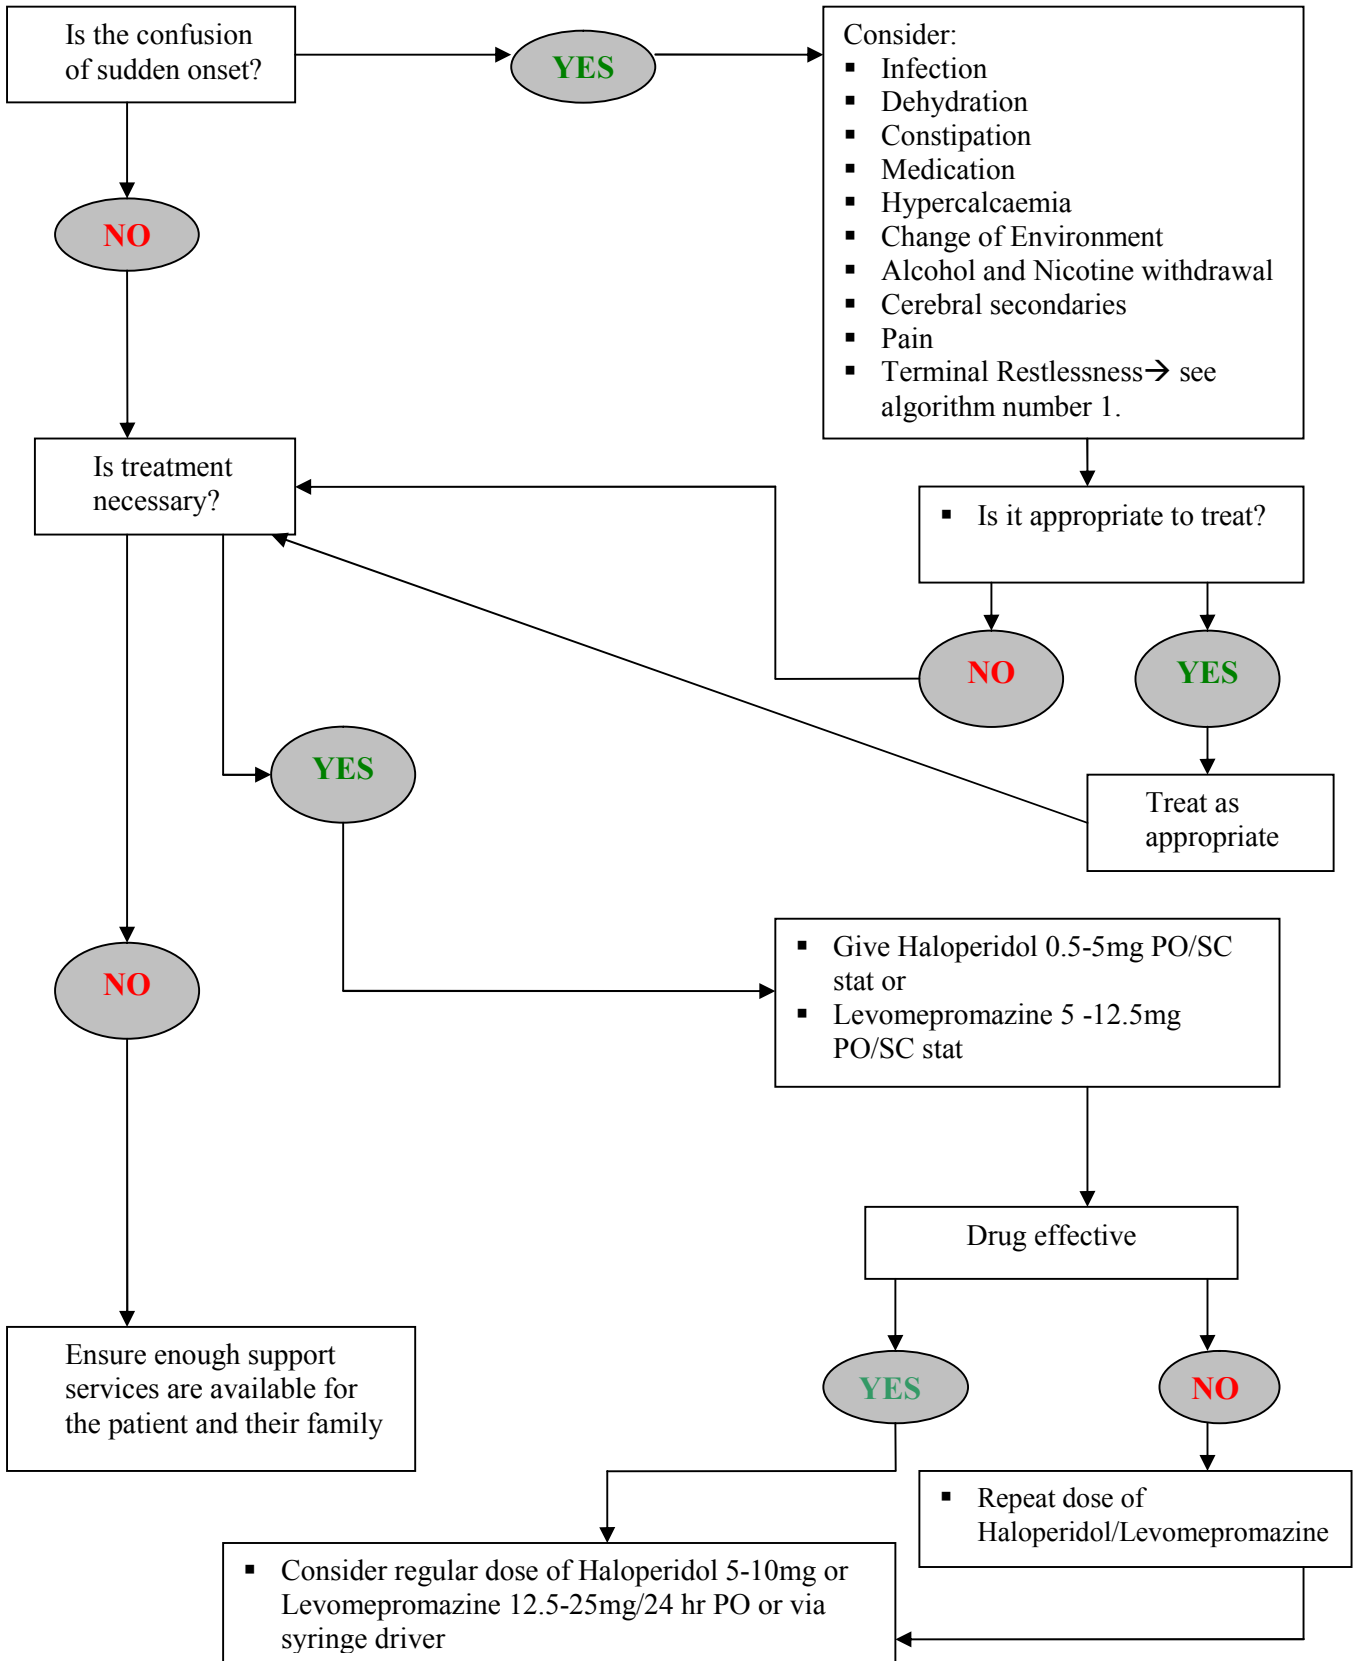 Is the confusion
of sudden onset?
YES
Consider:
▪ Infection
▪ Dehydration
▪ Constipation
▪ Medication
▪ Hypercalcaemia
▪ Change of Environment
▪ Alcohol and Nicotine withdrawal
▪ Cerebral secondaries
▪ Pain
▪ Terminal Restlessness→ see
algorithm number 1.
NO
Is treatment
necessary?
▪ Is it appropriate to treat?
NO
YES
YES
Treat as
appropriate
NO
▪ Give Haloperidol 0.5-5mg PO/SC
stat or
▪ Levomepromazine 5 -12.5mg
PO/SC stat
Drug effective
Ensure enough support
services are available for
the patient and their family
YES
NO
▪ Repeat dose of
Haloperidol/Levomepromazine
▪ Consider regular dose of Haloperidol 5-10mg or
Levomepromazine 12.5-25mg/24 hr PO or via
syringe driver